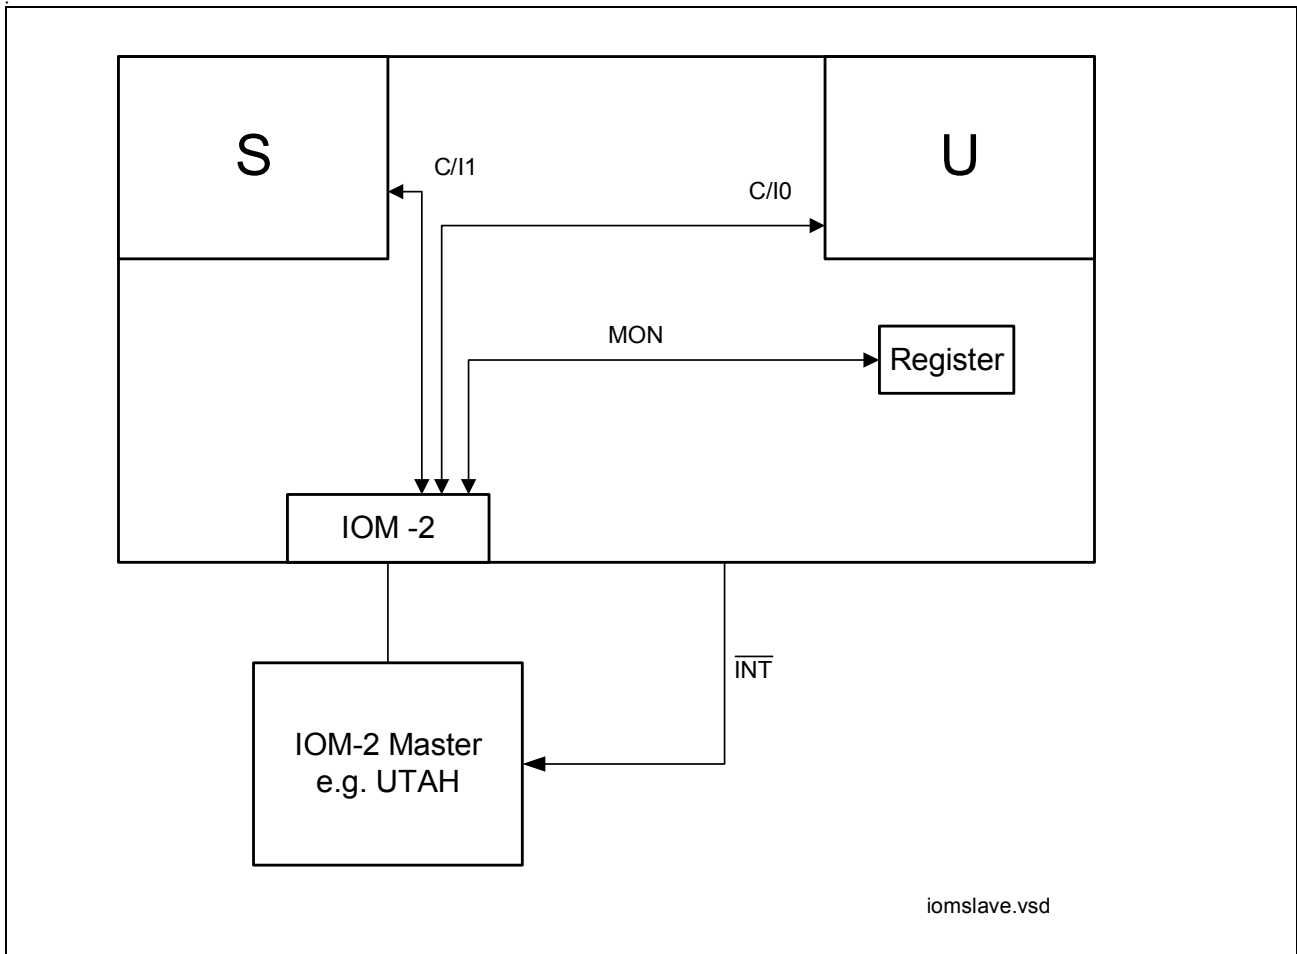 S
U
C/I1
C/I0
MON
Register
IOM -2
INT
IOM-2 Master
e.g. UTAH
iomslave.vsd